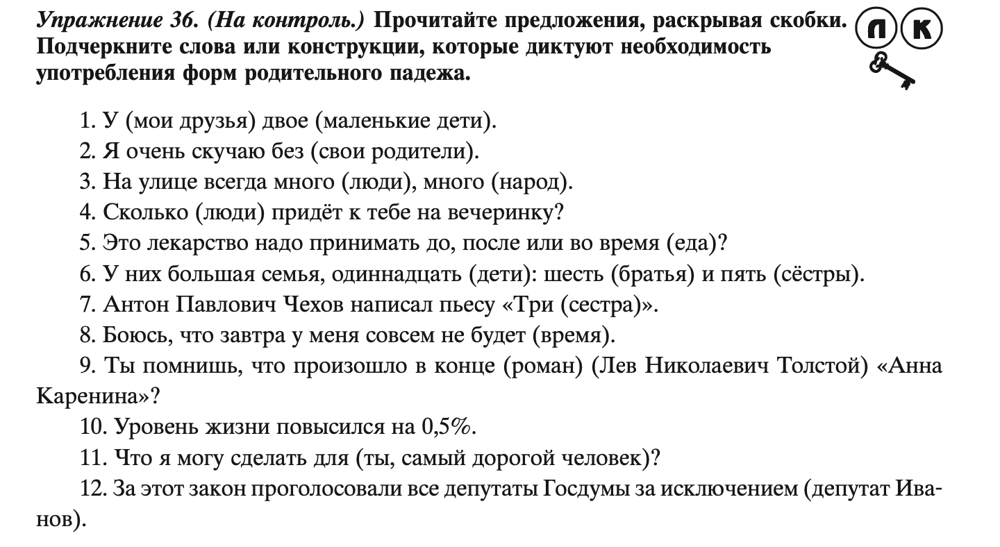 Упражнение 36. (На контроль.) Прочитайте предложения, раскрывая скобки.
Л К
Подчеркните слова или конструкции, которые диктуют необходимость
употребления форм родительного падежа.
1. У (мои друзья) двое (маленькие дети).
2. Я очень скучаю без (свои родители).
3. На улице всегда много (люди), много (народ).
4. Сколько (люди) придёт к тебе на вечеринку?
5. Это лекарство надо принимать до, после или во время (еда)?
6. У них большая семья, одиннадцать (дети): шесть (братья) и пять (сёстры).
7. Антон Павлович Чехов написал пьесу «Три (сестра)».
8. Боюсь, что завтра у меня совсем не будет (время).
9. Ты помнишь, что произошло в конце (роман) (Лев Николаевич Толстой) «Анна
Каренина»?
10. Уровень жизни повысился на 0,5%.
11. Что я могу сделать для (ты, самый дорогой человек)?
12. За этот закон проголосовали все депутаты Госдумы за исключением (депутат Ива-
нов).